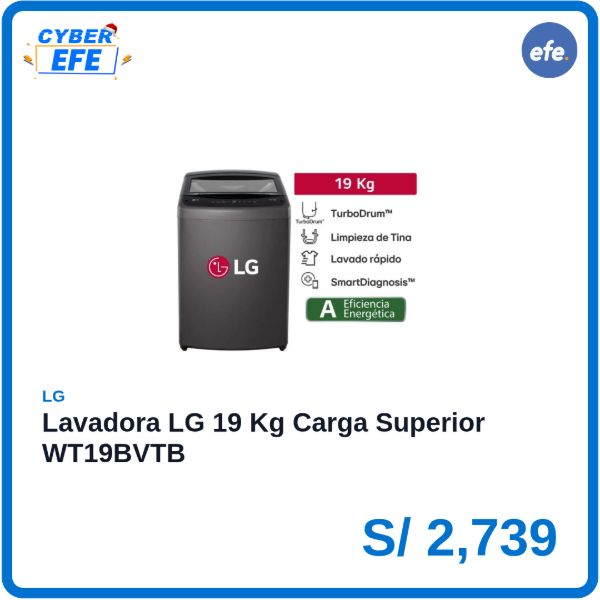 CYBER
EFE
efe.
19 Kg
TurboDrum™
TurboDrum™
Limpieza de Tina
Lavado rápido
SmartDiagnosis™
A Eficiencia
Energética
LG
LG
Lavadora LG 19 Kg Carga Superior
WT19BVTB
S/ 2,739